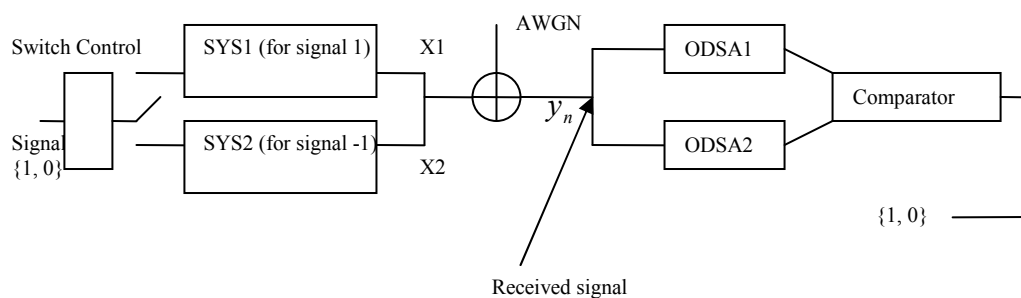 AWGN
Switch Control
SYS1 (for signal 1)
X1
ODSA1
Comparator
yn
Signal
{1, 0}
SYS2 (for signal -1)
X2
ODSA2
{1, 0}
Received signal